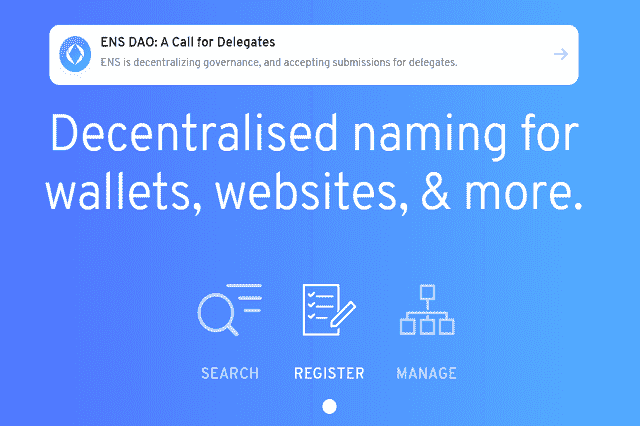 ENS DAO: A Call for Delegates
ENS is decentralizing governance, and accepting submissions for delegates.
Decentralised naming for
wallets, websites, & more.
SEARCH REGISTER MANAGE